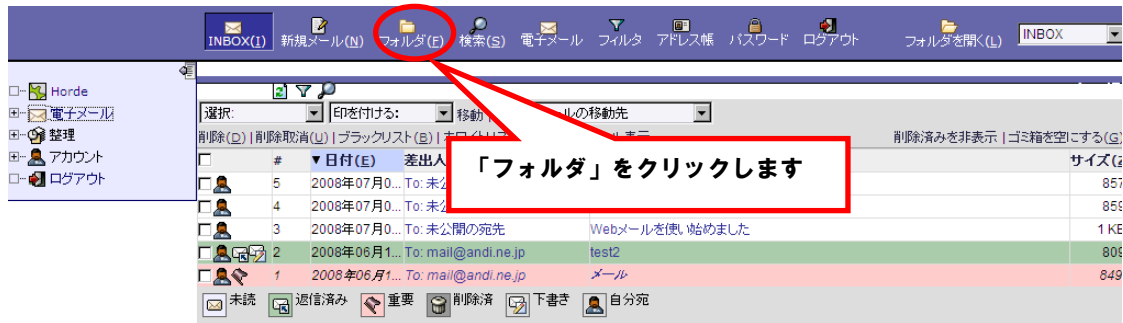 INBOX(I) 新規メール(N) フォルダ(F) 検索(S) 電子メール フィルタ アドレス帳 パスワード ログアウト フォルダを開く(L) INBOX
Horde
電子メール
整理
アカウント
ログアウト
選択: 印を付ける: 移動 ルの移動先
削除(D) | 削除取消(U) | ブラックリスト(B) | 削除済みを非表示 | ゴミ箱を空にする(G)
# ▼日付(E) 差出人 サイズ(Z
「フォルダ」をクリックします
5 2008年07月0... To: 未公 857
4 2008年07月0... To: 未公 859
3 2008年07月0... To: 未公開の宛先 Webメールを使い始めました 1 KB
2 2008年06月1... To: mail@andi.ne.jp test2 809
1 2008年06月1... To: mail@andi.ne.jp メール 849
未読 返信済み 重要 削除済 下書き 自分宛